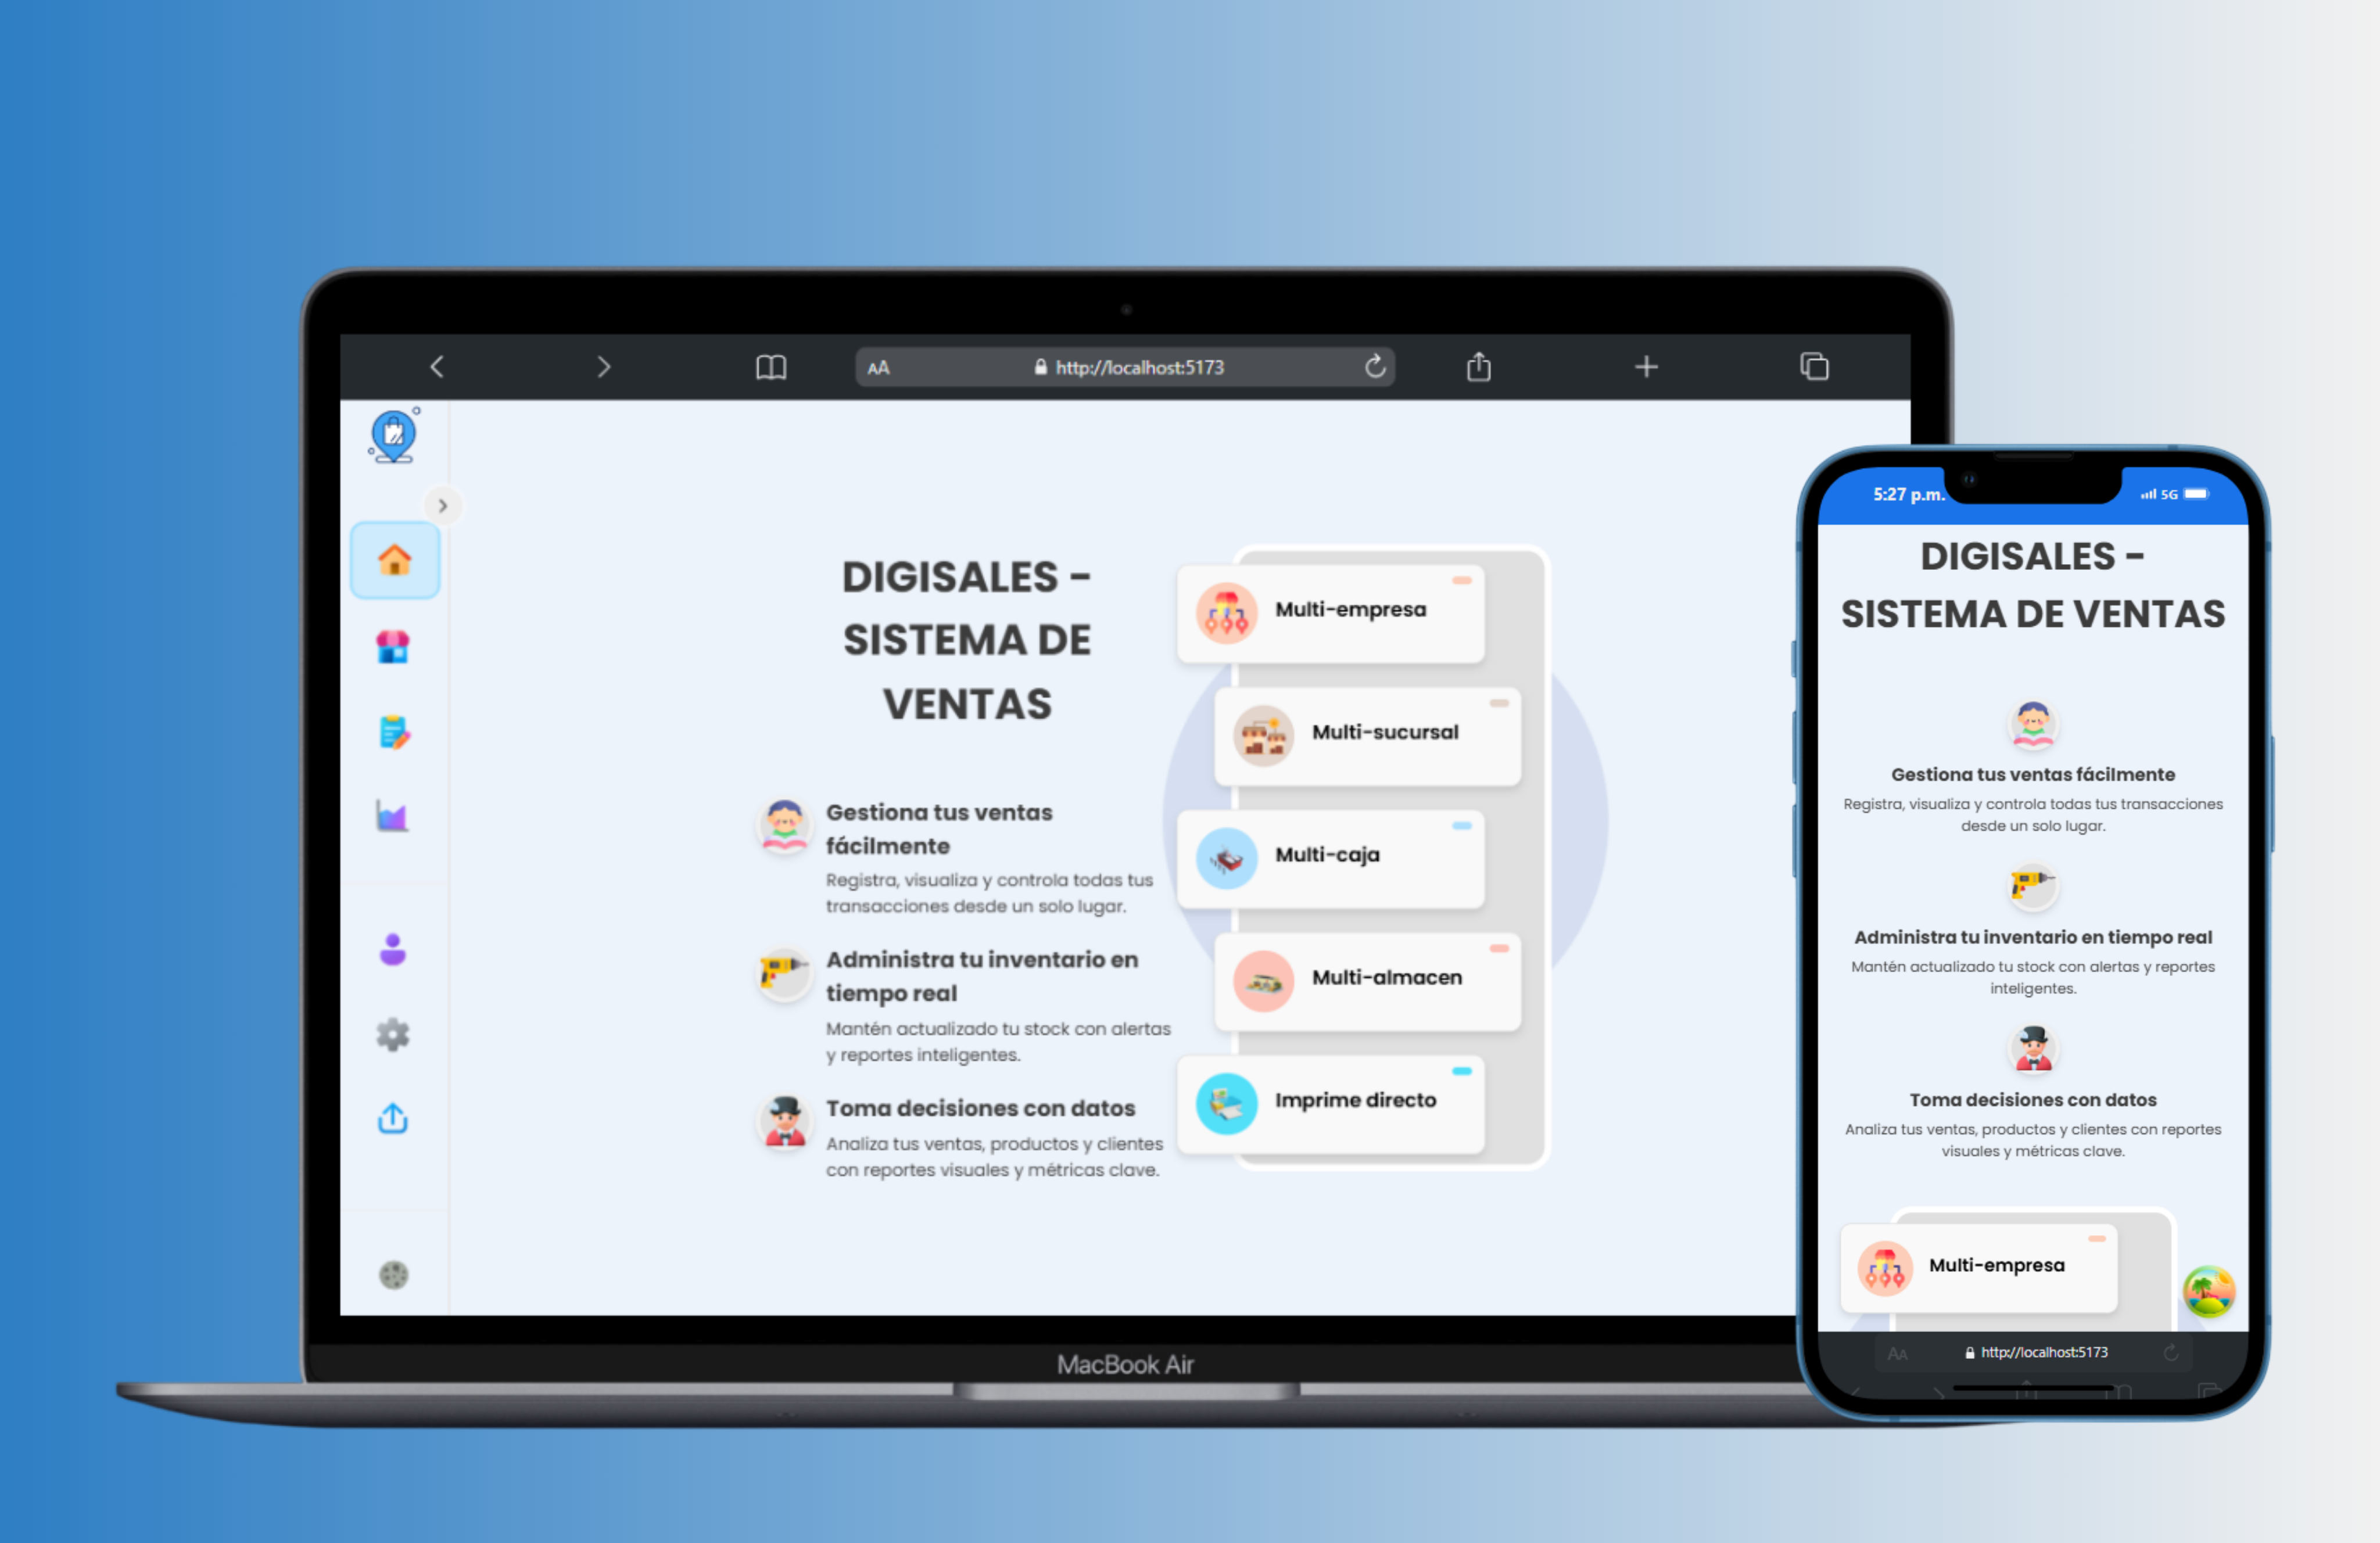 AA
http://localhost:5173
DIGISALES -
SISTEMA DE
VENTAS
Gestiona tus ventas
fácilmente
Registra, visualiza y controla todas tus
transacciones desde un solo lugar.
Administra tu inventario en
tiempo real
Mantén actualizado tu stock con alertas
y reportes inteligentes.
Toma decisiones con datos
Analiza tus ventas, productos y clientes
con reportes visuales y métricas clave.
Multi-empresa
Multi-sucursal
Multi-caja
Multi-almacen
Imprime directo
MacBook Air
5:27 p.m.
5G
DIGISALES -
SISTEMA DE VENTAS
Gestiona tus ventas fácilmente
Registra, visualiza y controla todas tus transacciones
desde un solo lugar.
Administra tu inventario en tiempo real
Mantén actualizado tu stock con alertas y reportes
inteligentes.
Toma decisiones con datos
Analiza tus ventas, productos y clientes con reportes
visuales y métricas clave.
Multi-empresa
AA
http://localhost:5173